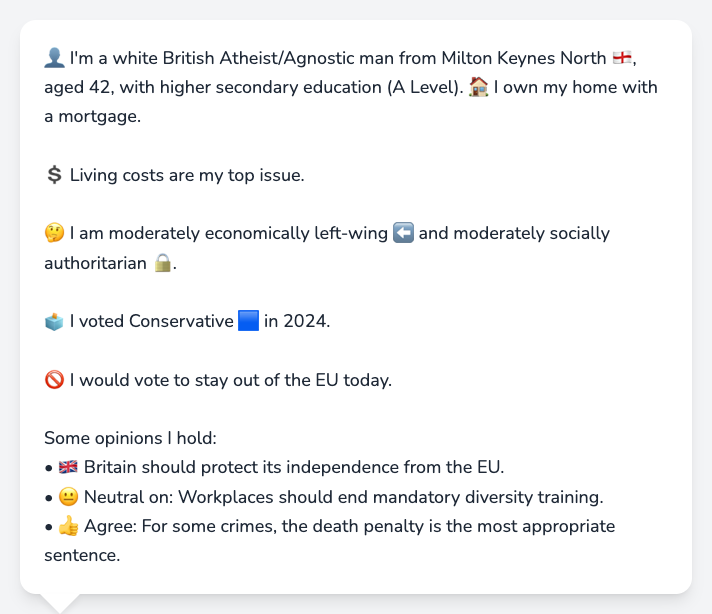 👤 I'm a white British Atheist/Agnostic man from Milton Keynes North 🏴󠁧󠁢󠁥󠁮󠁧󠁿,
aged 42, with higher secondary education (A Level). 🏠 I own my home with
a mortgage.
💲 Living costs are my top issue.
🤔 I am moderately economically left-wing ⬅️ and moderately socially
authoritarian 🔒.
🗳️ I voted Conservative 🟦 in 2024.
🚫 I would vote to stay out of the EU today.
Some opinions I hold:
• 🇬🇧 Britain should protect its independence from the EU.
• 😐 Neutral on: Workplaces should end mandatory diversity training.
• 👍 Agree: For some crimes, the death penalty is the most appropriate
sentence.